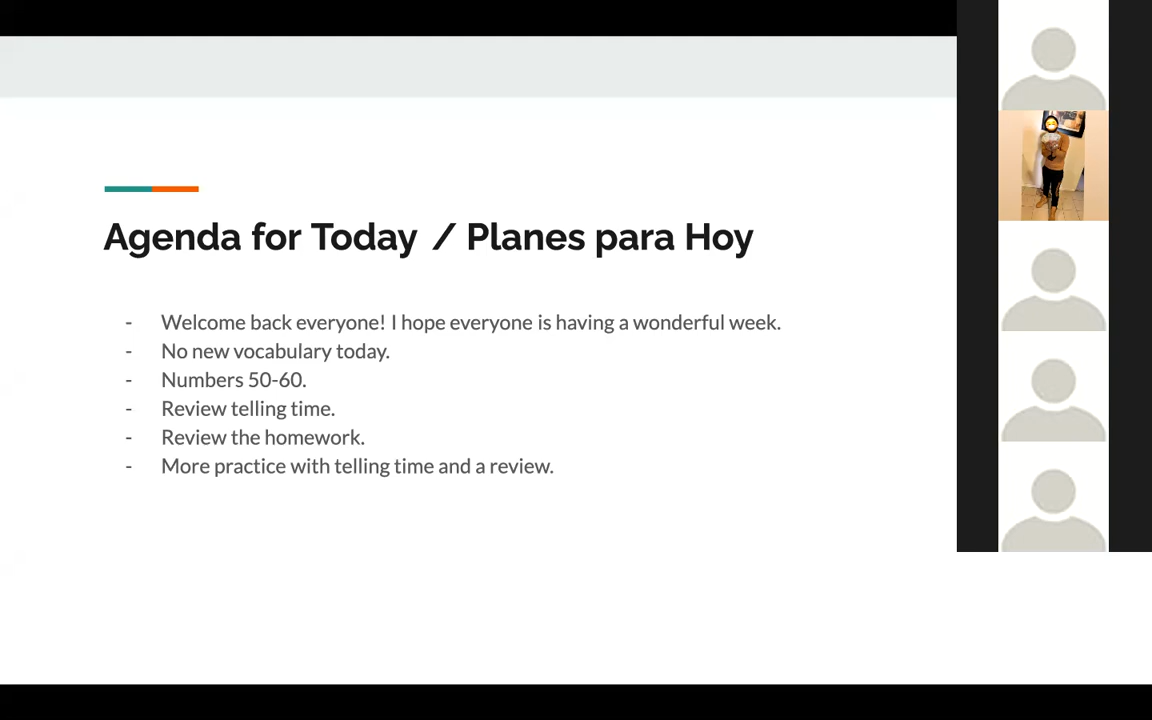 Agenda for Today / Planes para Hoy
- Welcome back everyone! I hope everyone is having a wonderful week.
- No new vocabulary today.
- Numbers 50-60.
- Review telling time.
- Review the homework.
- More practice with telling time and a review.